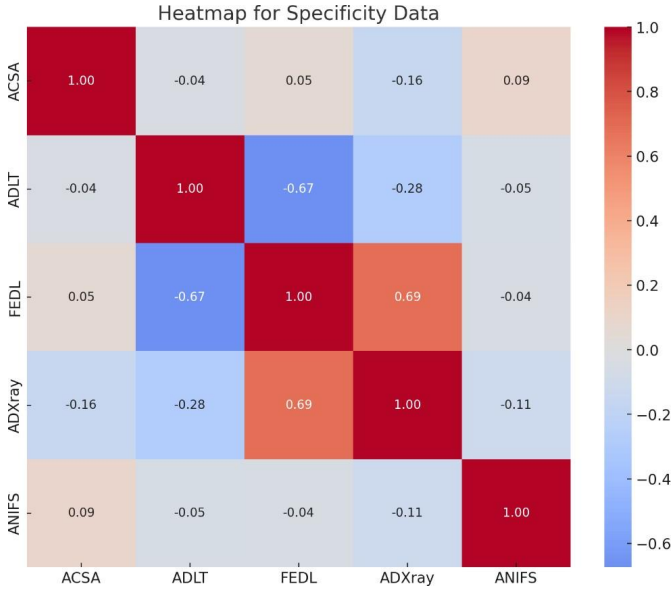 Heatmap for Specificity Data
ACSA 1.00 -0.04 0.05 -0.16 0.09
ADLT -0.04 1.00 -0.67 -0.28 -0.05
FEDL 0.05 -0.67 1.00 0.69 -0.04
ADXray -0.16 -0.28 0.69 1.00 -0.11
ANIFS 0.09 -0.05 -0.04 -0.11 1.00
ACSA ADLT FEDL ADXray ANIFS
1.0
0.8
0.6
0.4
0.2
0.0
-0.2
-0.4
-0.6